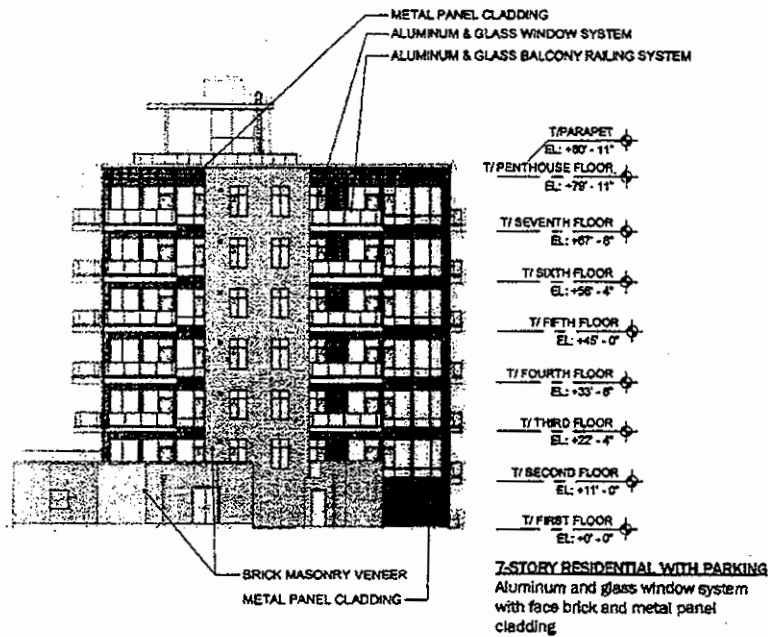 METAL PANEL CLADDING
ALUMINUM & GLASS WINDOW SYSTEM
ALUMINUM & GLASS BALCONY RAILING SYSTEM
T/PARAPET
EL: +80' - 11"
T/PENTHOUSE FLOOR
EL: +79' - 11"
T/ SEVENTH FLOOR
EL: +67' - 8"
T/ SIXTH FLOOR
EL: +56' - 4"
T/ FIFTH FLOOR
EL: +45' - 0"
T/ FOURTH FLOOR
EL: +33' - 8"
T/ THIRD FLOOR
EL: +22' - 4"
T/ SECOND FLOOR
EL: +11' - 0"
T/ FIRST FLOOR
EL: +0' - 0"
BRICK MASONRY VENEER
METAL PANEL CLADDING
7-STORY RESIDENTIAL WITH PARKING
Aluminum and glass window system
with face brick and metal panel
cladding